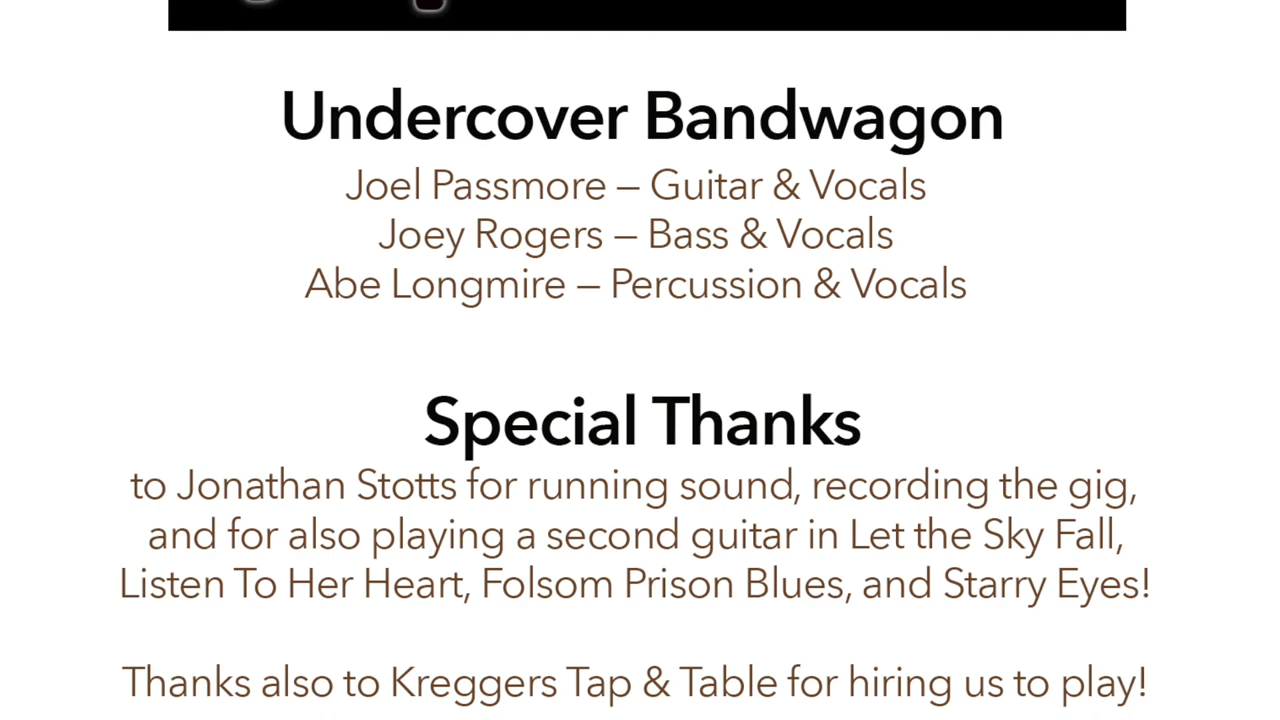 Undercover Bandwagon
Joel Passmore – Guitar & Vocals
Joey Rogers – Bass & Vocals
Abe Longmire – Percussion & Vocals
Special Thanks
to Jonathan Stotts for running sound, recording the gig,
and for also playing a second guitar in Let the Sky Fall,
Listen To Her Heart, Folsom Prison Blues, and Starry Eyes!
Thanks also to Kreggers Tap & Table for hiring us to play!